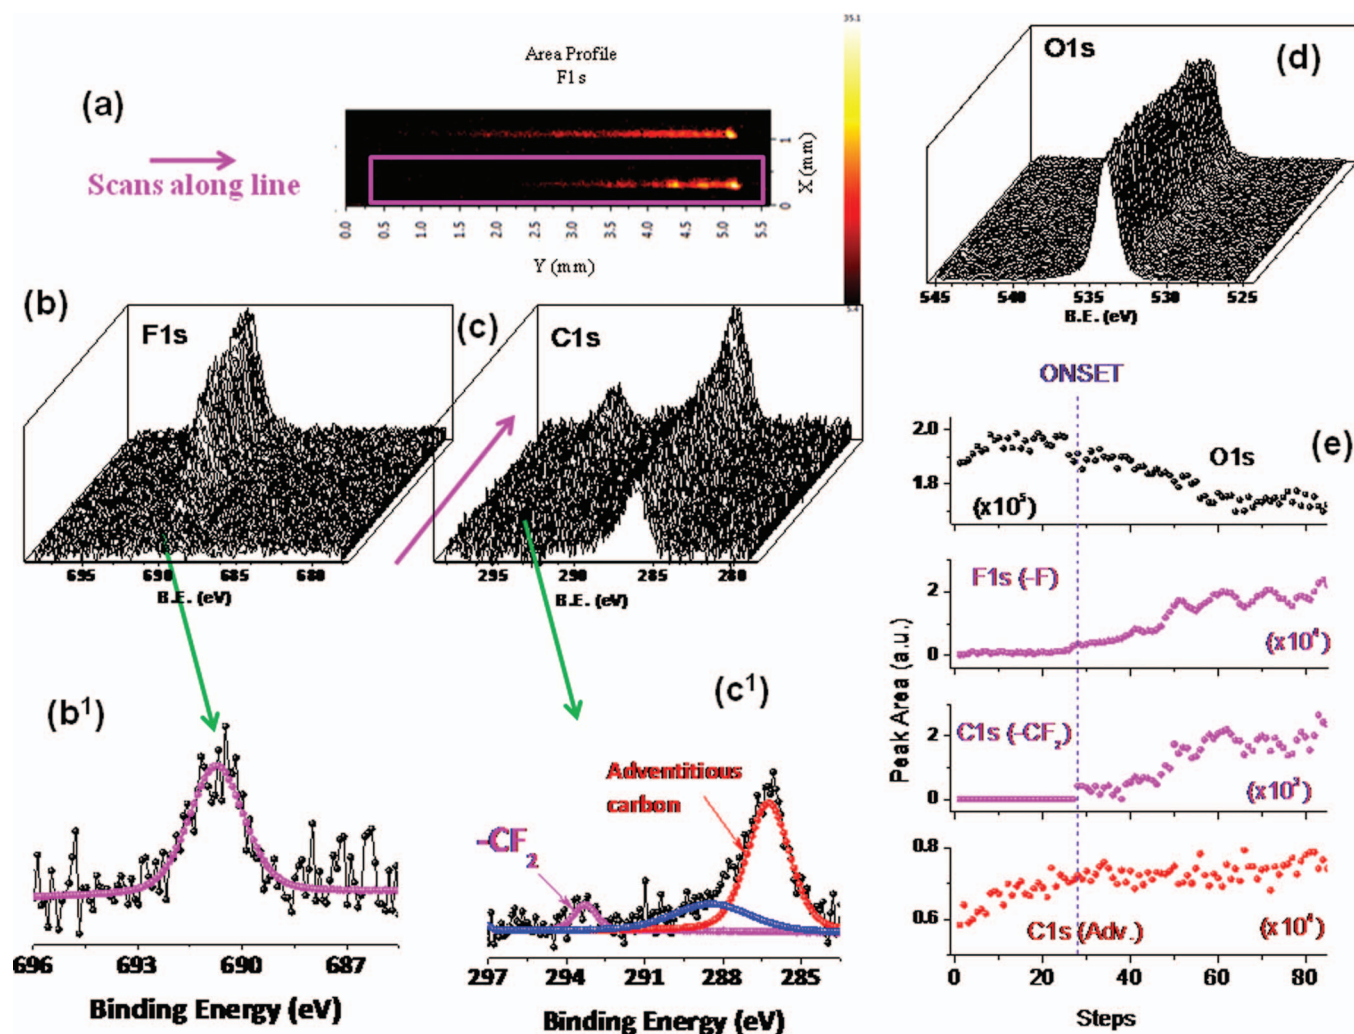 (a)
Scans along line
Area Profile
F1s
35.1
5.4
1
0
X (mm)
0.0 0.5 1.0 1.5 2.0 2.5 3.0 3.5 4.0 4.5 5.0 5.5
Y (mm)
(d)
O1s
545 540 535 530 525
B.E. (eV)
(b)
F1s
695 690 685 680
B.E. (eV)
(c)
C1s
295 290 285 280
B.E. (eV)
(b¹)
696 693 690 687
Binding Energy (eV)
(c¹)
Adventitious
carbon
-CF₂
297 294 291 288 285
Binding Energy (eV)
ONSET
(e)
2.0
1.8
O1s
(x10⁵)
F1s (-F)
2
0
(x10⁴)
Peak Area (a.u.)
C1s (-CF₂)
2
0
(x10³)
0.8
0.6
C1s (Adv.)
(x10⁴)
0 20 40 60 80
Steps